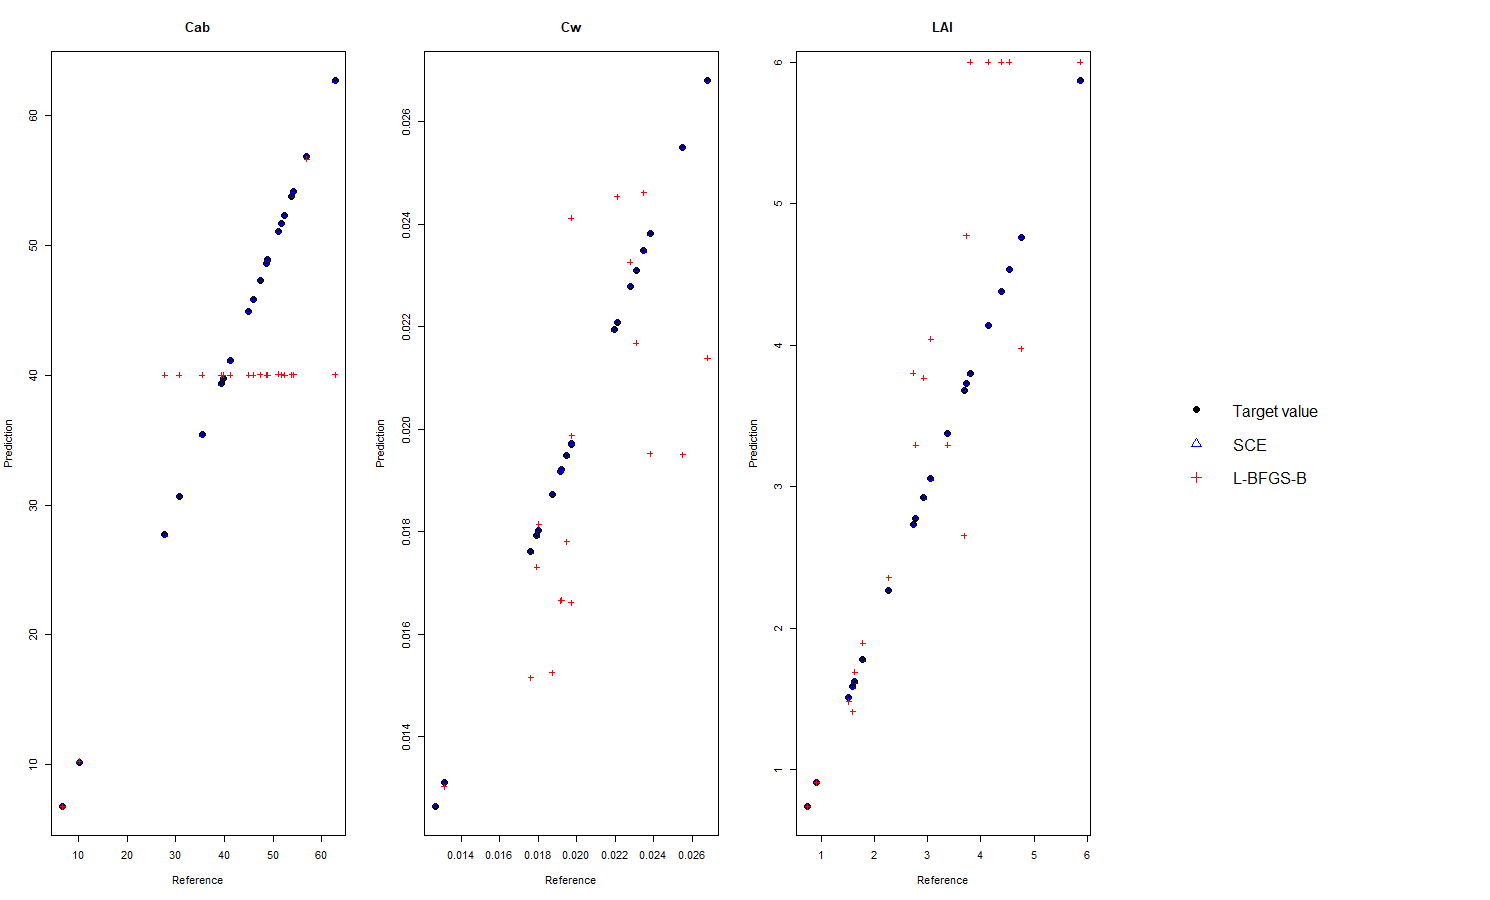 Cab
Cw
LAI
60
50
40
30
20
10
Prediction
10 20 30 40 50 60
Reference
0.026
0.024
0.022
0.020
0.018
0.016
0.014
Prediction
0.014 0.016 0.018 0.020 0.022 0.024 0.026
Reference
6
5
4
3
2
1
Prediction
1 2 3 4 5 6
Reference
Target value
SCE
L-BFGS-B